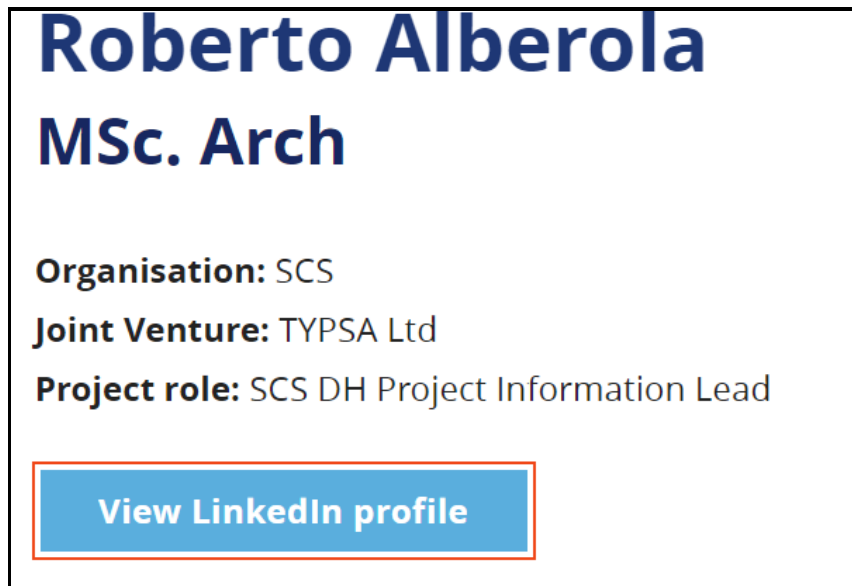 Roberto Alberola
MSc. Arch
Organisation: SCS
Joint Venture: TYPSA Ltd
Project role: SCS DH Project Information Lead
View LinkedIn profile